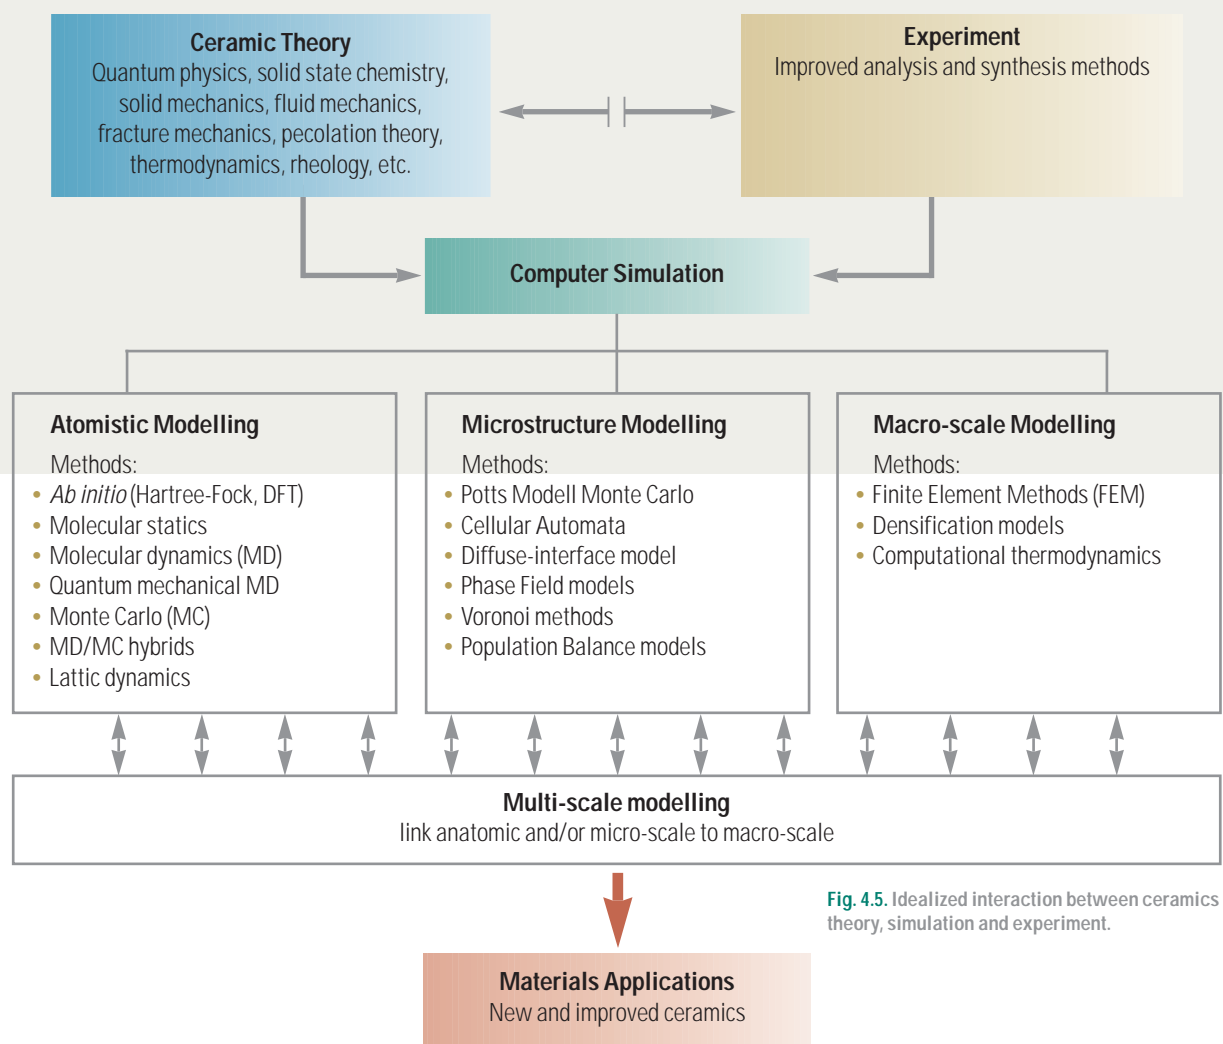 Ceramic Theory
Quantum physics, solid state chemistry,
solid mechanics, fluid mechanics,
fracture mechanics, pecolation theory,
thermodynamics, rheology, etc.
Experiment
Improved analysis and synthesis methods
Computer Simulation
Atomistic Modelling
Methods:
• Ab initio (Hartree-Fock, DFT)
• Molecular statics
• Molecular dynamics (MD)
• Quantum mechanical MD
• Monte Carlo (MC)
• MD/MC hybrids
• Lattic dynamics
Microstructure Modelling
Methods:
• Potts Modell Monte Carlo
• Cellular Automata
• Diffuse-interface model
• Phase Field models
• Voronoi methods
• Population Balance models
Macro-scale Modelling
Methods:
• Finite Element Methods (FEM)
• Densification models
• Computational thermodynamics
Multi-scale modelling
link anatomic and/or micro-scale to macro-scale
Fig. 4.5. Idealized interaction between ceramics
theory, simulation and experiment.
Materials Applications
New and improved ceramics